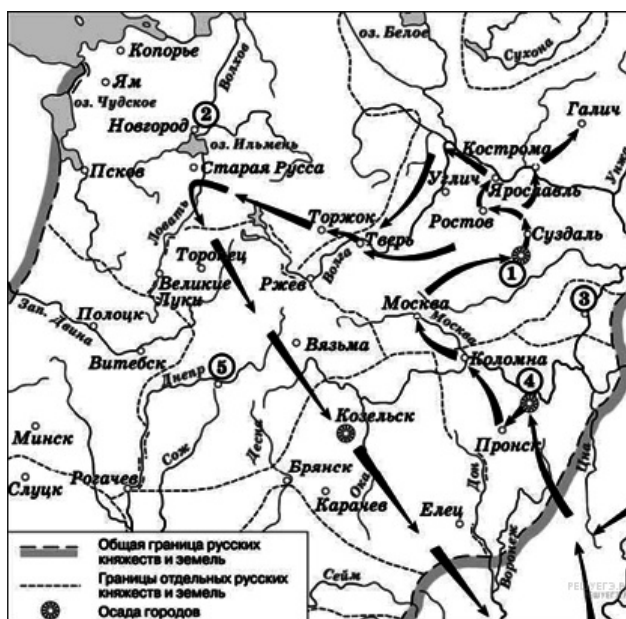 оз. Белое
Сухона
Копорье
Волхов
Ям
оз. Чудское
2
Галич
Новгород
оз. Ильмень
Кострома
Унжа
Псков
Старая Русса
Углич
Ярославль
Ловать
Торжок
Ростов
Суздаль
Тверь
Торопец
Волга
1
Великие
Луки
Ржев
Москва
3
Зап. Двина
Полоцк
Москва
Вязьма
Коломна
Витебск
Днепр
5
4
Козельск
Минск
Сож
Десна
Пронск
Цна
Слуцк
Рогачев
Брянск
Ока
Дон
Карачев
Елец
Воронеж
Сейм
Общая граница русских
княжеств и земель
Границы отдельных русских
княжеств и земель
Осада городов